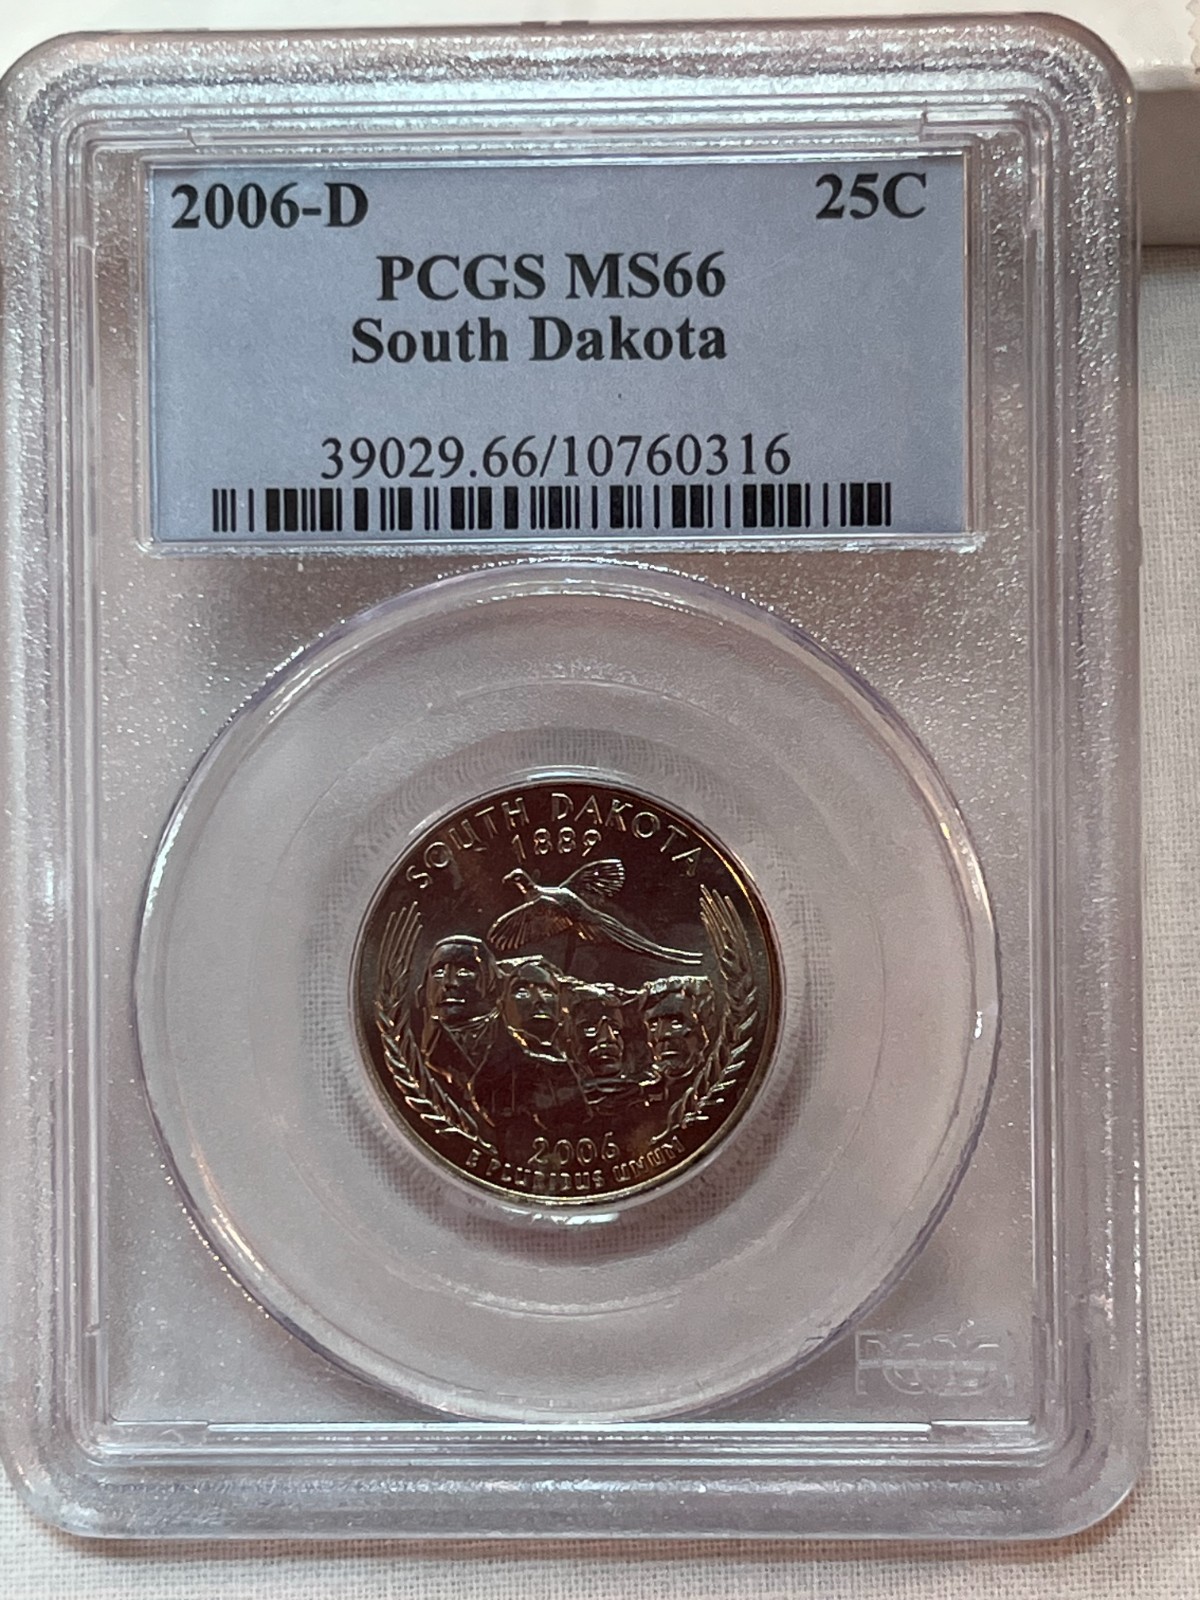 2006-D 25C
PCGS MS66
South Dakota
39029.66/10760316
SOUTH DAKOTA
1889
2006
E PLURIBUS UNUM
PCGS